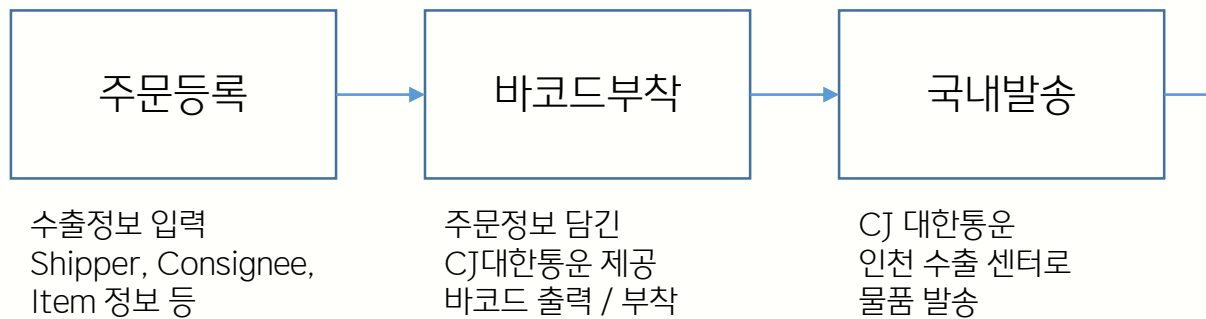 주문등록
바코드부착
국내발송
수출정보 입력
Shipper, Consignee,
Item 정보 등
주문정보 담긴
CJ대한통운 제공
바코드 출력 / 부착
CJ 대한통운
인천 수출 센터로
물품 발송